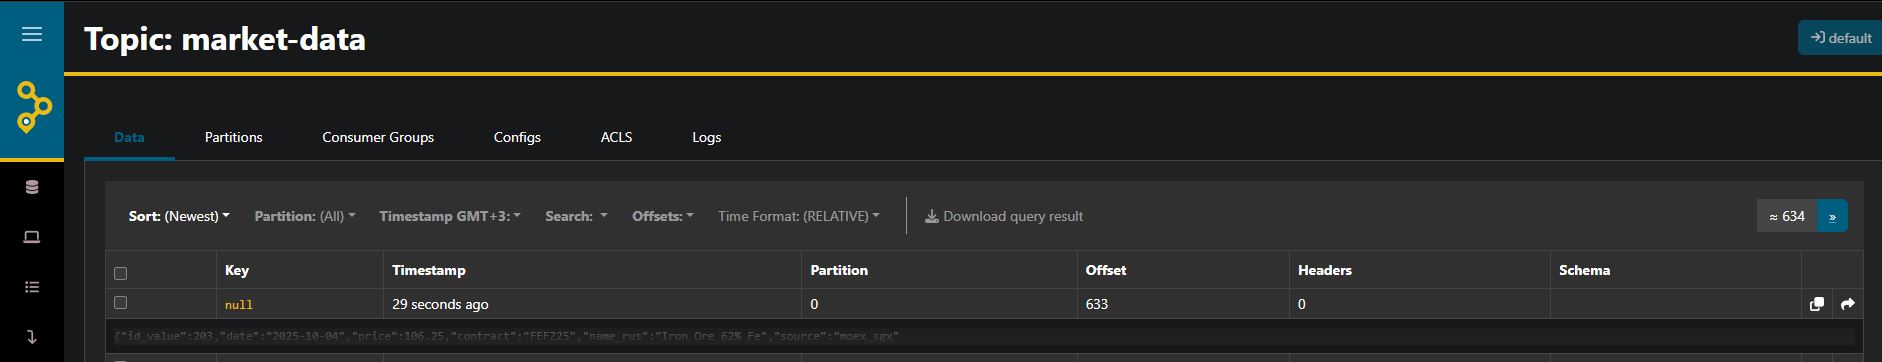 Topic: market-data
default
Data Partitions Consumer Groups Configs ACLS Logs
Sort: (Newest) Partition: (All) Timestamp GMT+3: Search: Offsets: Time Format: (RELATIVE) Download query result ≈ 634 »
Key Timestamp Partition Offset Headers Schema
null 29 seconds ago 0 633 0
{"id_value":203,"date":"2025-10-04","price":106.25,"contract":"FEFZ25","name_rus":"Iron Ore 62% Fe","source":"moex_sgx"